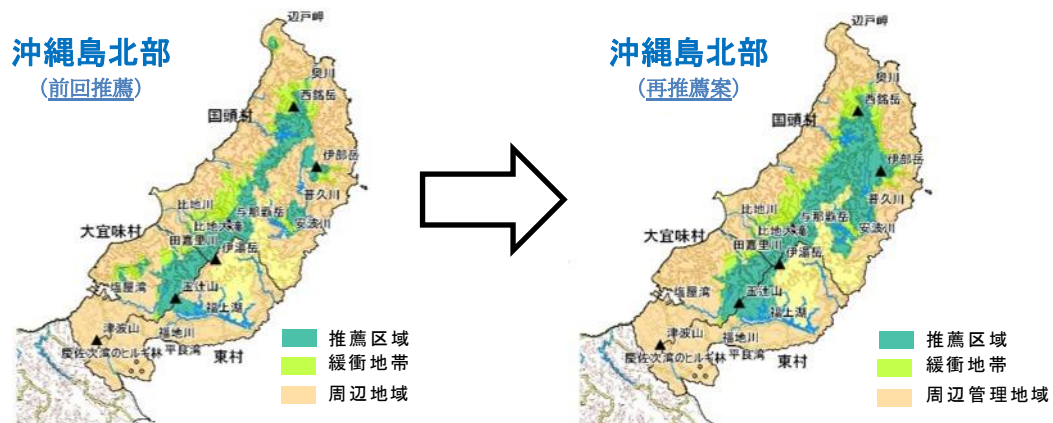 沖縄島北部
(前回推薦)
辺戸岬
奥川
西銘岳
国頭村
伊部岳
普久川
比地川
与那覇岳
安波川
比地大滝
大宜味村
田嘉里川
伊湯岳
塩屋湾
玉辻山
福上湖
津波山
福地川
慶佐次湾のヒルギ林
平良湾
東村
推薦区域
緩衝地帯
周辺地域
沖縄島北部
(再推薦案)
辺戸岬
奥川
西銘岳
国頭村
伊部岳
普久川
比地川
与那覇岳
安波川
比地大滝
大宜味村
田嘉里川
伊湯岳
塩屋湾
玉辻山
福上湖
津波山
福地川
慶佐次湾のヒルギ林
平良湾
東村
推薦区域
緩衝地帯
周辺管理地域